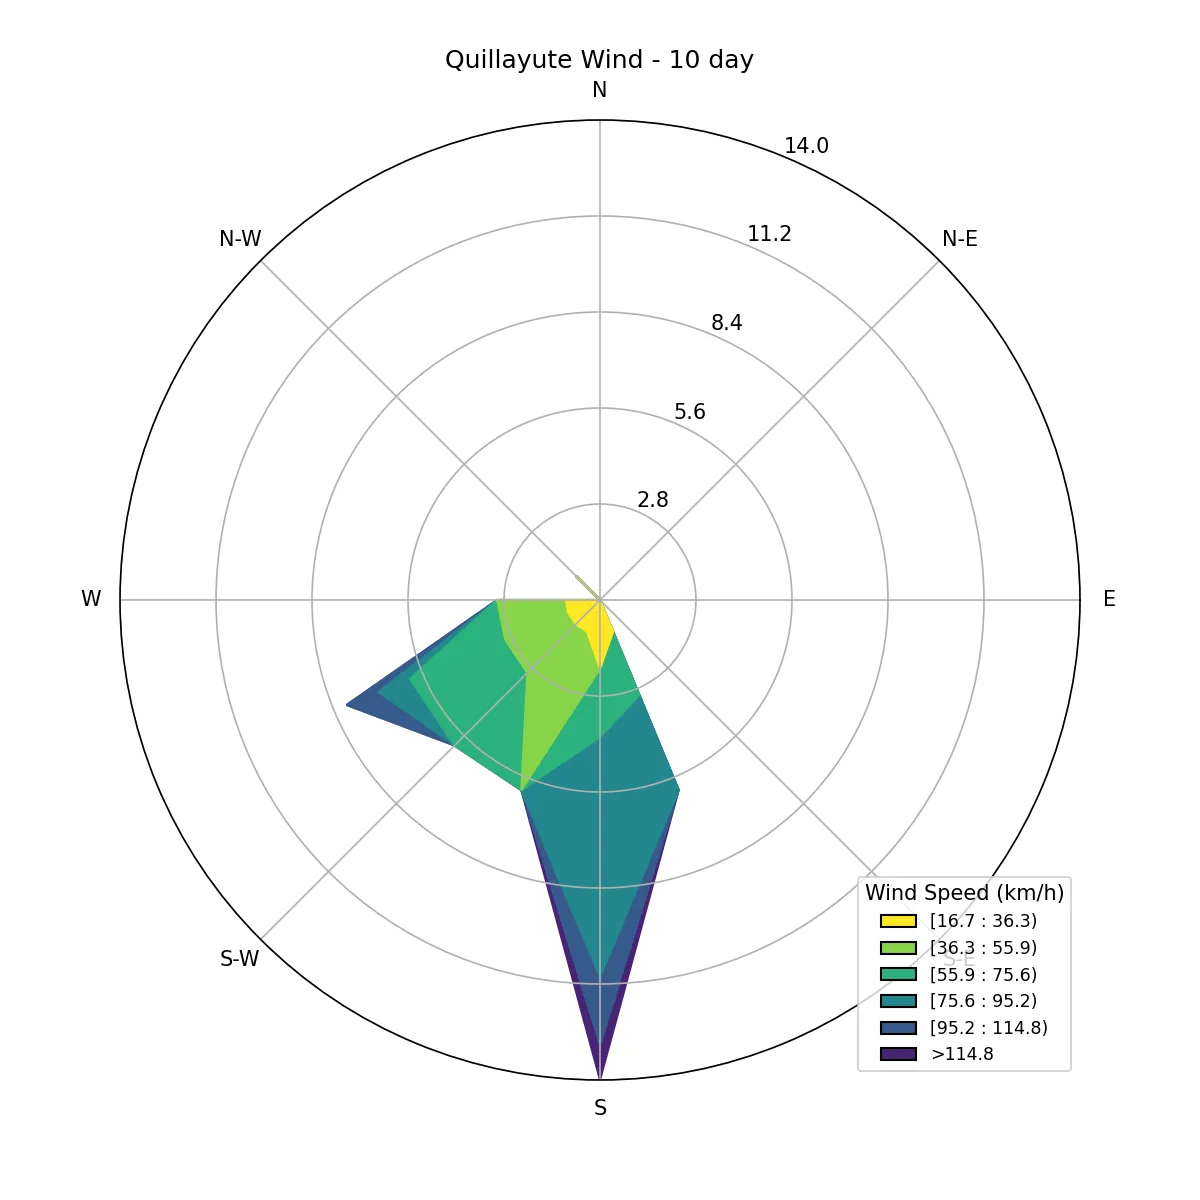 Quillayute Wind - 10 day
N
14.0
N-W
11.2
N-E
8.4
5.6
2.8
W
E
Wind Speed (km/h)
[16.7 : 36.3)
[36.3 : 55.9)
S-W
S-E
[55.9 : 75.6)
[75.6 : 95.2)
[95.2 : 114.8)
>114.8
S